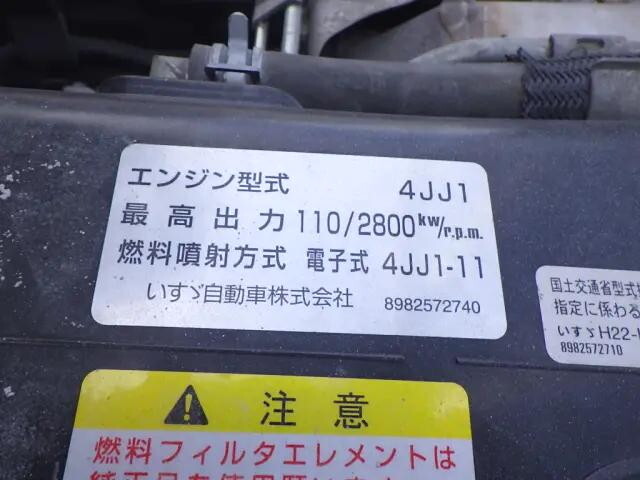 エンジン型式 4JJ1
最高出力 110/2800kw/r.p.m.
燃料噴射方式 電子式 4JJ1-11
いすゞ自動車株式会社 8982572740
国土交通省型式
指定に係わる
いすゞH22-
8982572710
注意
燃料フィルタエレメントは